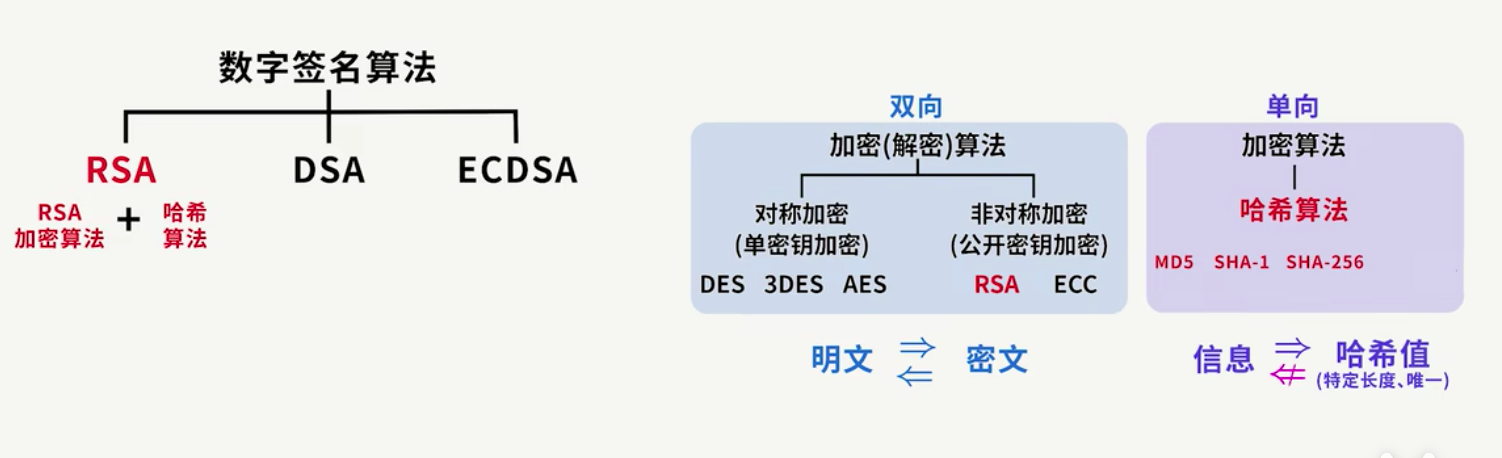 数字签名算法
RSA DSA ECDSA
RSA 加密算法 + 哈希 算法
双向
加密(解密)算法
对称加密
(单密钥加密)
DES 3DES AES
非对称加密
(公开密钥加密)
RSA ECC
明文 ⇒ ⇐ 密文
单向
加密算法
哈希算法
MD5 SHA-1 SHA-256
信息 ⇒ ⇍ 哈希值
(特定长度、唯一)